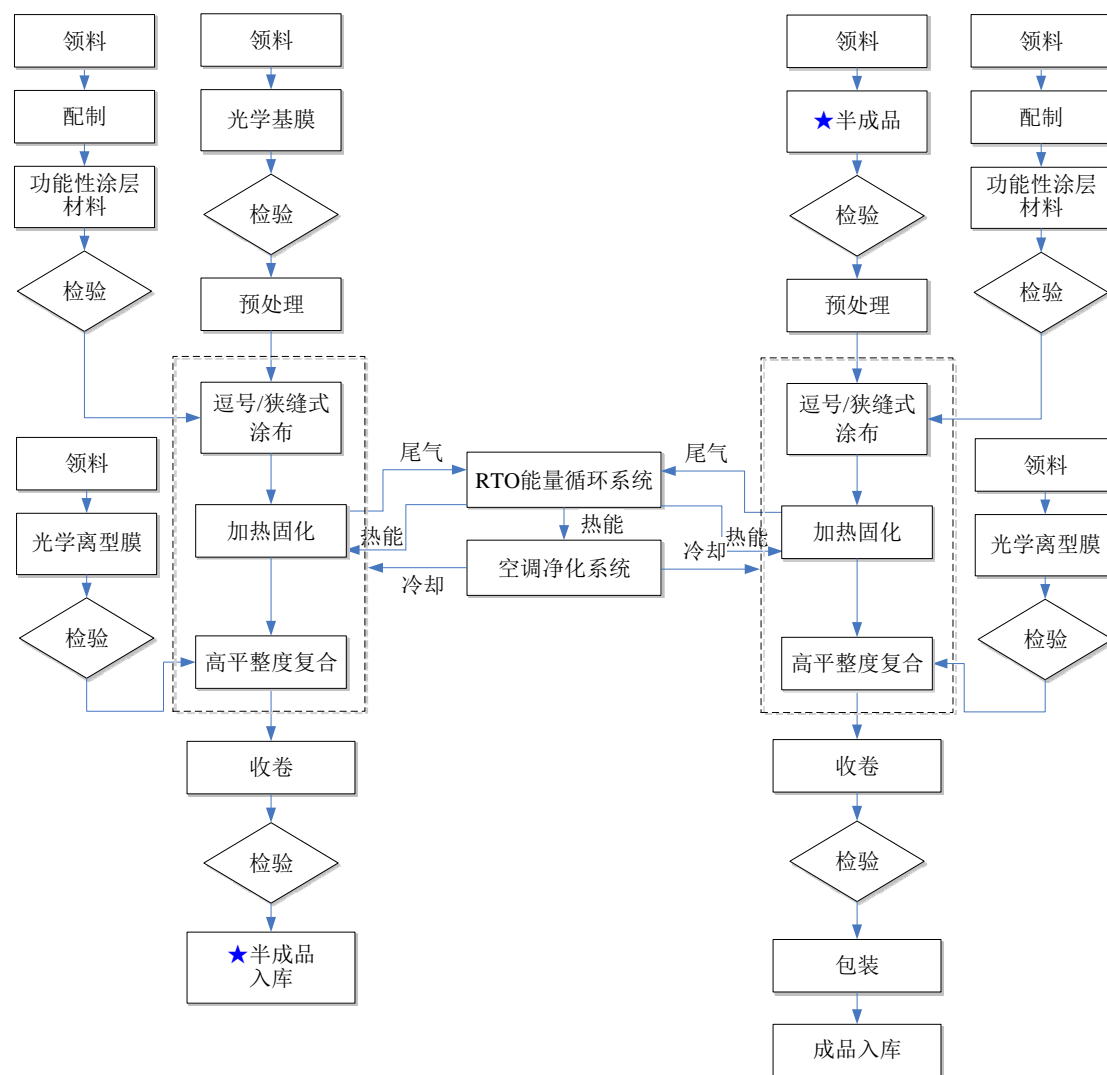 领料
领料
领料
领料
配制
光学基膜
★半成品
配制
功能性涂层
材料
功能性涂层
材料
检验
检验
检验
检验
预处理
预处理
逗号/狭缝式
涂布
逗号/狭缝式
涂布
领料
尾气
RTO能量循环系统
尾气
领料
光学离型膜
加热固化
热能
热能
冷却
热能
加热固化
光学离型膜
冷却
空调净化系统
检验
检验
高平整度复合
高平整度复合
收卷
收卷
检验
检验
★半成品
入库
包装
成品入库